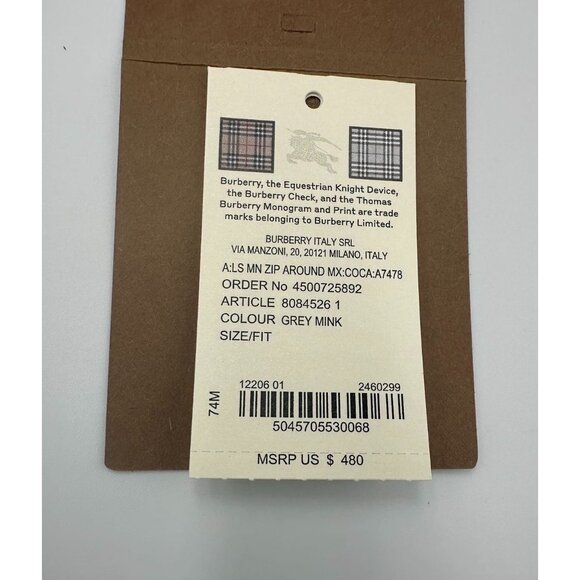 Burberry, the Equestrian Knight Device,
the Burberry Check, and the Thomas
Burberry Monogram and Print are trade
marks belonging to Burberry Limited.
BURBERRY ITALY SRL
VIA MANZONI, 20, 20121 MILANO, ITALY
A:LS MN ZIP AROUND MX:COCA:A7478
ORDER No 4500725892
ARTICLE 8084526 1
COLOUR GREY MINK
SIZE/FIT
74M
12206 01 2460299
5045705530068
MSRP US $ 480